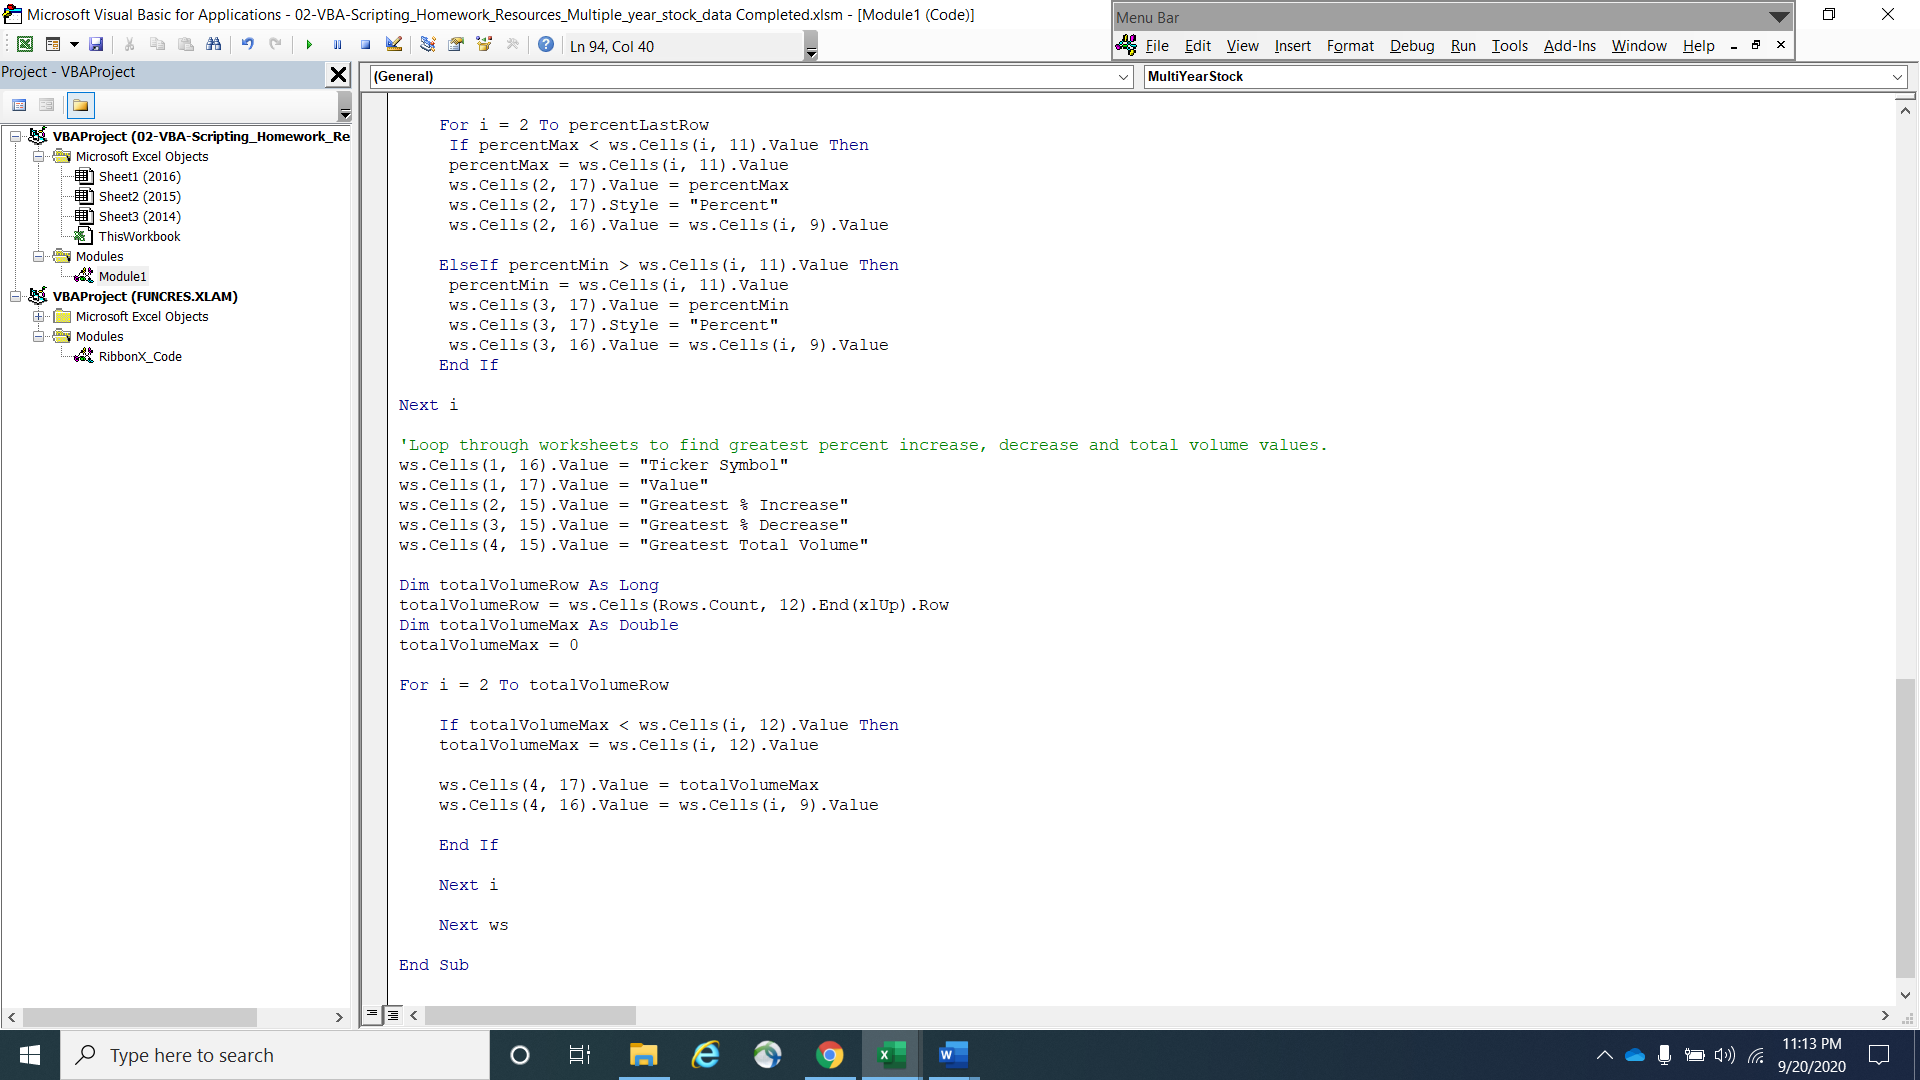 Microsoft Visual Basic for Applications - 02-VBA-Scripting_Homework_Resources_Multiple_year_stock_data Completed.xlsm - [Module1 (Code)]
Menu Bar
Ln 94, Col 40
File Edit View Insert Format Debug Run Tools Add-Ins Window Help
Project - VBAProject
(General)
MultiYearStock
VBAProject (02-VBA-Scripting_Homework_Re
Microsoft Excel Objects
Sheet1 (2016)
Sheet2 (2015)
Sheet3 (2014)
ThisWorkbook
Modules
Module1
VBAProject (FUNCRES.XLAM)
Microsoft Excel Objects
Modules
RibbonX_Code
For i = 2 To percentLastRow
If percentMax < ws.Cells(i, 11).Value Then
percentMax = ws.Cells(i, 11).Value
ws.Cells(2, 17).Value = percentMax
ws.Cells(2, 17).Style = "Percent"
ws.Cells(2, 16).Value = ws.Cells(i, 9).Value
ElseIf percentMin > ws.Cells(i, 11).Value Then
percentMin = ws.Cells(i, 11).Value
ws.Cells(3, 17).Value = percentMin
ws.Cells(3, 17).Style = "Percent"
ws.Cells(3, 16).Value = ws.Cells(i, 9).Value
End If
Next i
'Loop through worksheets to find greatest percent increase, decrease and total volume values.
ws.Cells(1, 16).Value = "Ticker Symbol"
ws.Cells(1, 17).Value = "Value"
ws.Cells(2, 15).Value = "Greatest % Increase"
ws.Cells(3, 15).Value = "Greatest % Decrease"
ws.Cells(4, 15).Value = "Greatest Total Volume"
Dim totalVolumeRow As Long
totalVolumeRow = ws.Cells(Rows.Count, 12).End(xlUp).Row
Dim totalVolumeMax As Double
totalVolumeMax = 0
For i = 2 To totalVolumeRow
If totalVolumeMax < ws.Cells(i, 12).Value Then
totalVolumeMax = ws.Cells(i, 12).Value
ws.Cells(4, 17).Value = totalVolumeMax
ws.Cells(4, 16).Value = ws.Cells(i, 9).Value
End If
Next i
Next ws
End Sub
Type here to search
11:13 PM
9/20/2020